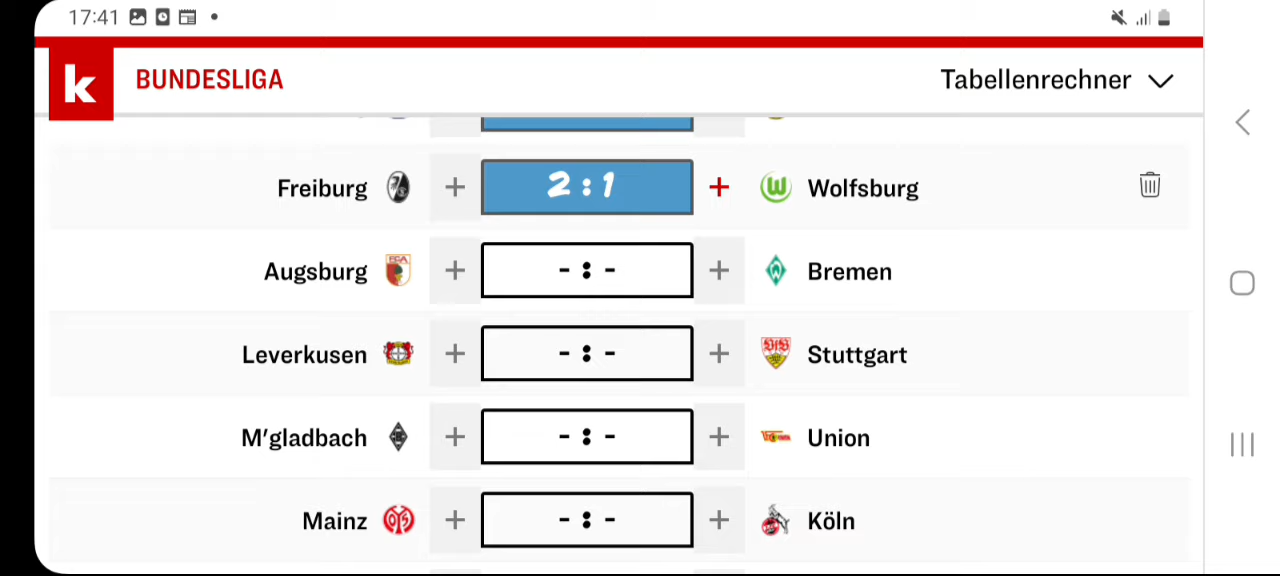 17:41
k BUNDESLIGA Tabellenrechner
Freiburg + 2:1 + Wolfsburg
Augsburg + -:- + Bremen
Leverkusen + -:- + Stuttgart
M'gladbach + -:- + Union
Mainz + -:- + Köln